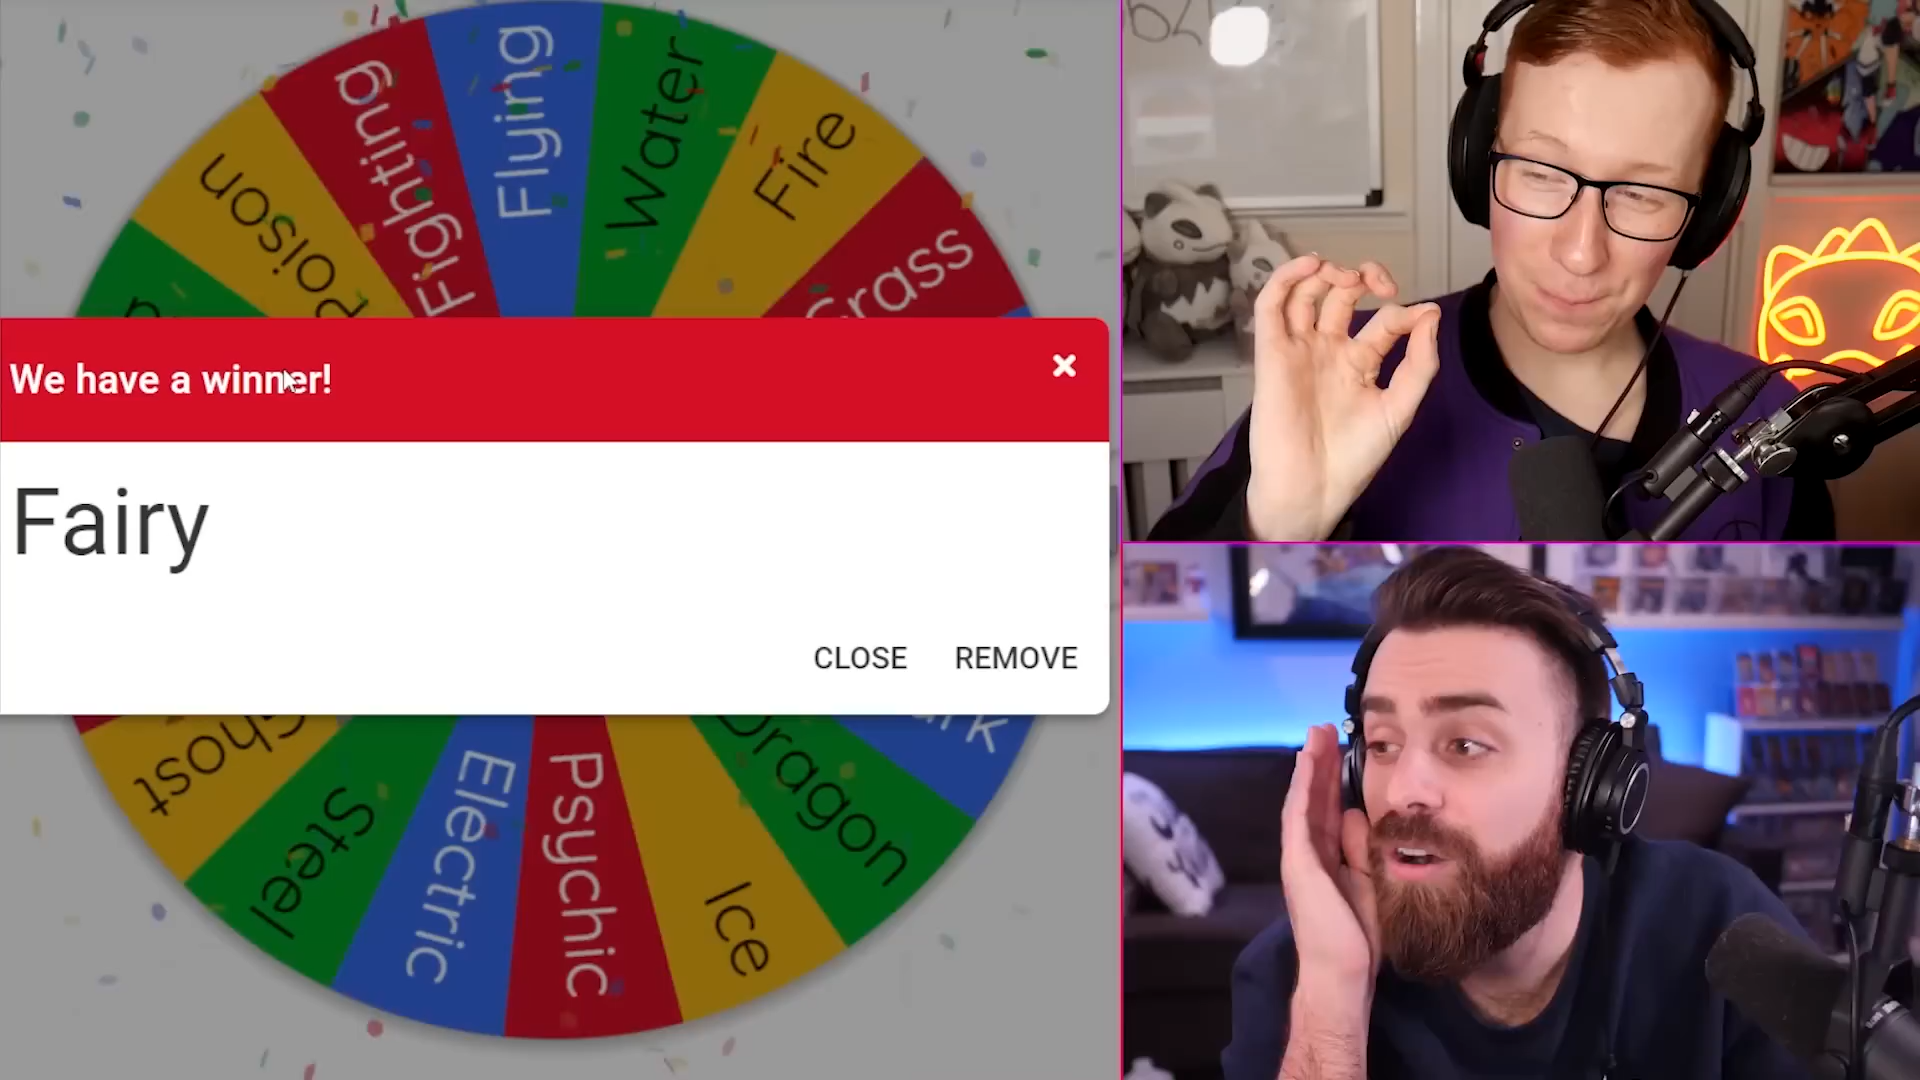 Flying
Water
Fighting
Fire
Poison
Grass
We have a winner!
Fairy
CLOSE
REMOVE
Ghost
Dragon
Steel
Electric
Psychic
Ice